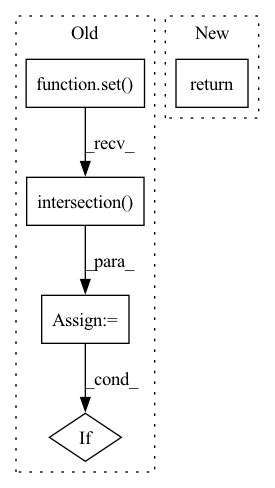 Old
New
function.set()
return
_recv_
intersection()
_para_
Assign:=
_cond_
If